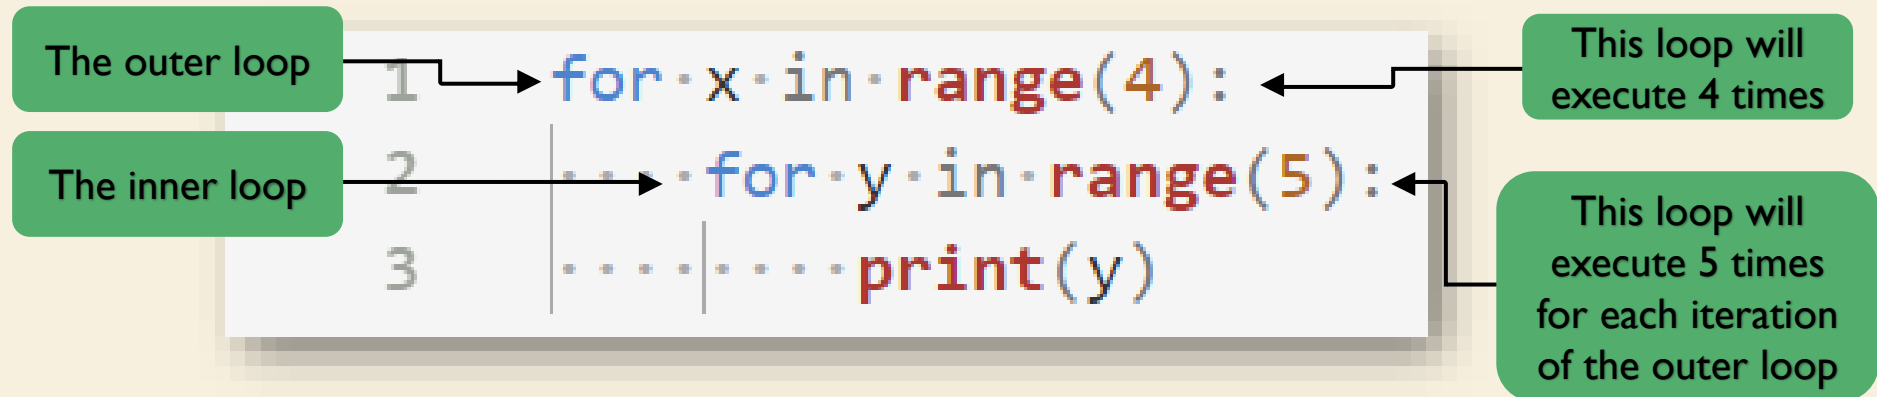 The outer loop
1 for x in range(4):
This loop will
execute 4 times
The inner loop
2 for y in range(5):
This loop will
execute 5 times
for each iteration
of the outer loop
3 print(y)